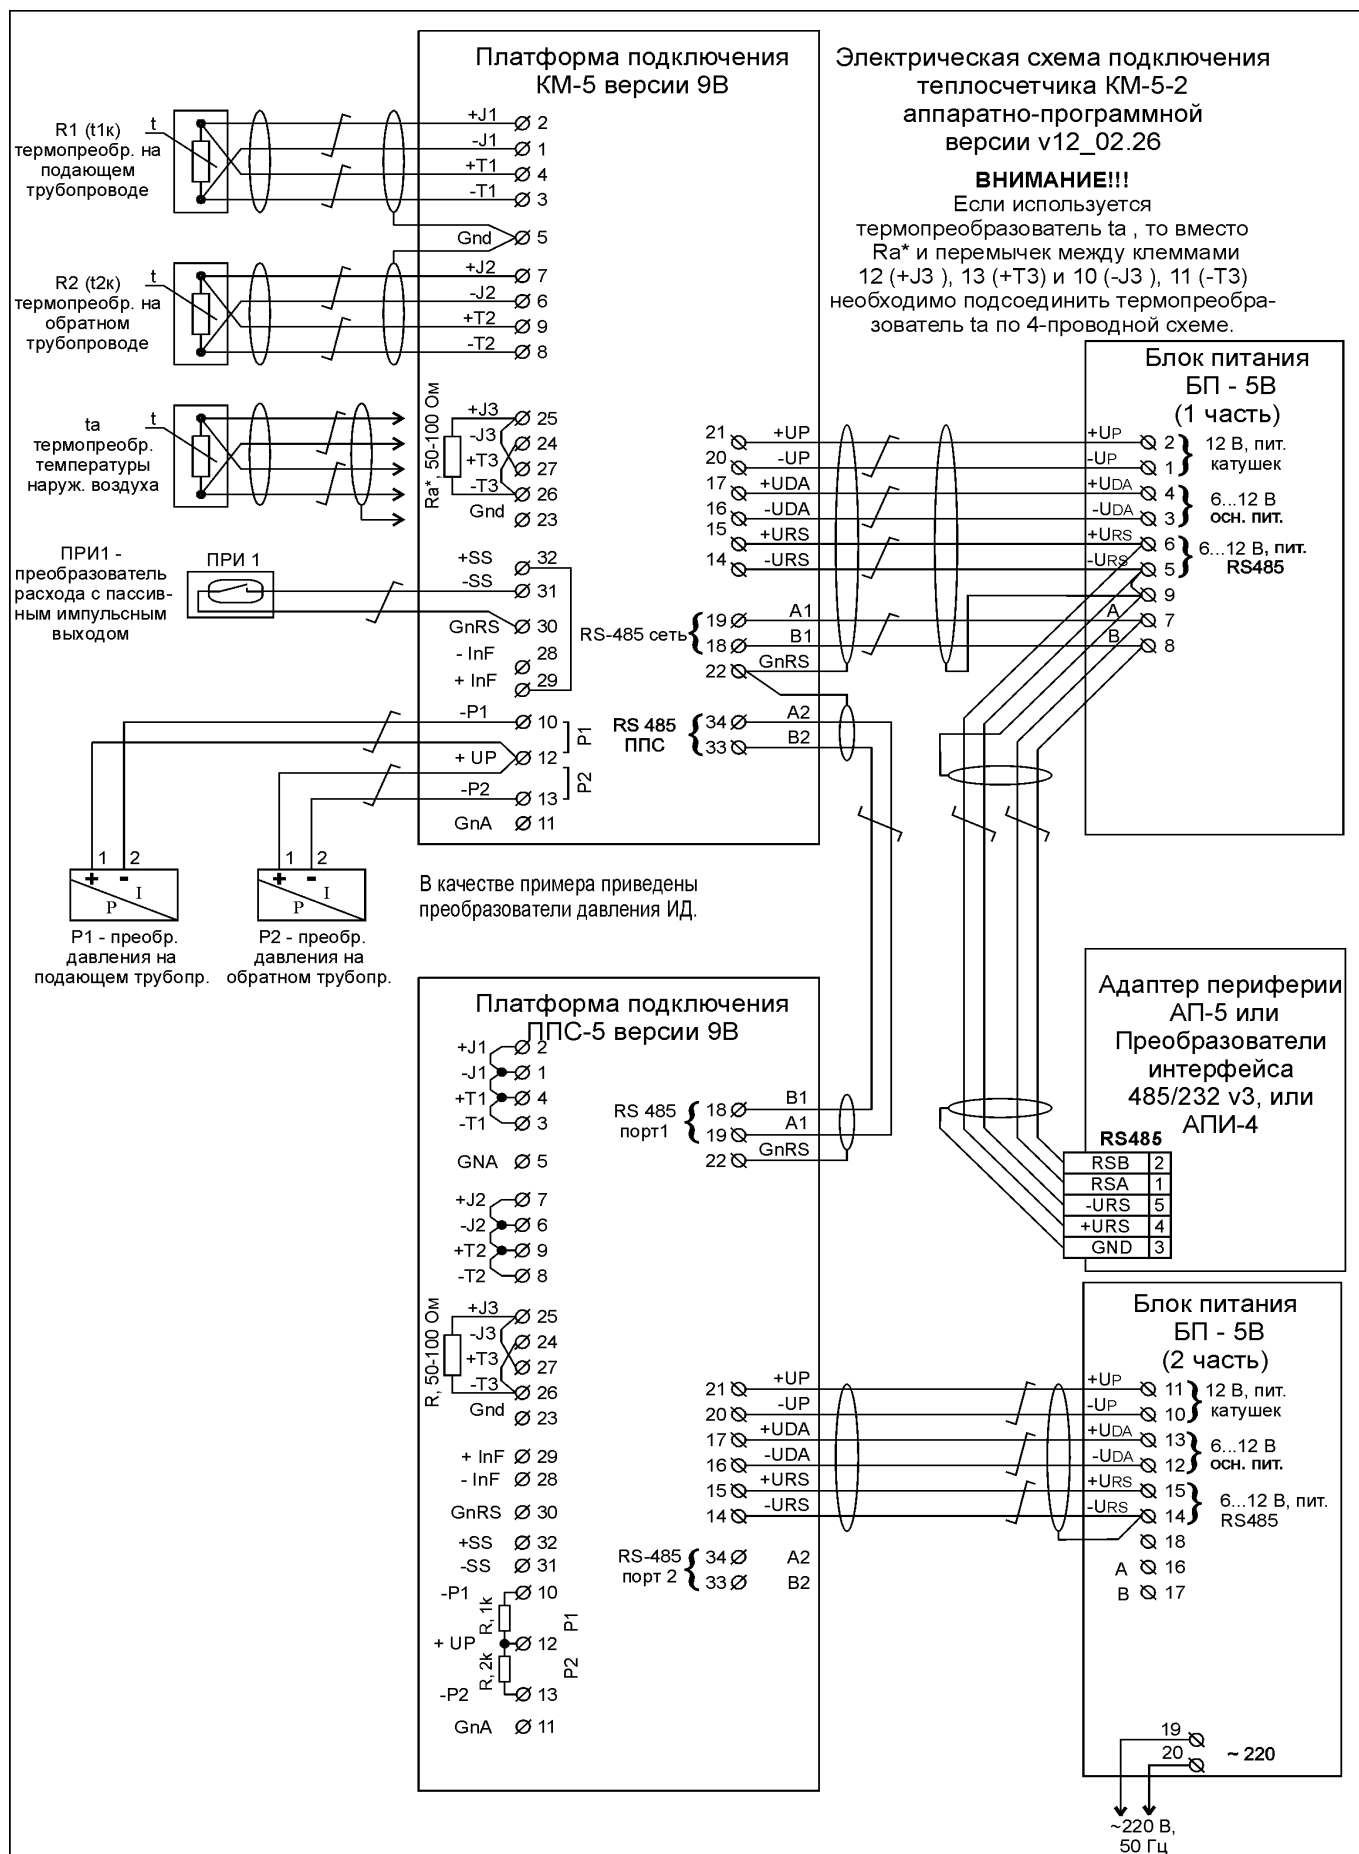 Платформа подключения
КМ-5 версии 9В
Электрическая схема подключения
теплосчетчика КМ-5-2
аппаратно-программной
версии v12_02.26
ВНИМАНИЕ!!!
Если используется
термопреобразователь ta , то вместо
Ra* и перемычек между клеммами
12 (+J3 ), 13 (+T3) и 10 (-J3 ), 11 (-T3)
необходимо подсоединить термопреобра-
зователь ta по 4-проводной схеме.
R1 (t1к)
термопреобр. на
подающем
трубопроводе
t
+J1 2
-J1 1
+T1 4
-T1 3
Gnd 5
R2 (t2к)
термопреобр. на
обратном
трубопроводе
t
+J2 7
-J2 6
+T2 9
-T2 8
ta
термопреобр.
температуры
наруж. воздуха
t
Ra*, 50-100 Ом
+J3 25
-J3 24
+T3 27
-T3 26
Gnd 23
ПРИ1 -
преобразователь
расхода с пассив-
ным импульсным
выходом
ПРИ 1
+SS 32
-SS 31
GnRS 30
- InF 28
+ InF 29
-P1 10
+ UP 12
-P2 13
GnA 11
P1
P2
21 +UP
20 -UP
17 +UDA
16 -UDA
15 +URS
14 -URS
RS-485 сеть
19 A1
18 B1
22 GnRS
RS 485
ППС
34 A2
33 B2
Блок питания
БП - 5В
(1 часть)
+UP 2
-UP 1
12 В, пит.
катушек
+UDA 4
-UDA 3
6...12 В
осн. пит.
+URS 6
-URS 5
6...12 В, пит.
RS485
9
A 7
B 8
1 2
+ -
P I
P1 - преобр.
давления на
подающем трубопр.
1 2
+ -
P I
P2 - преобр.
давления на
обратном трубопр.
В качестве примера приведены
преобразователи давления ИД.
Платформа подключения
ППС-5 версии 9В
+J1 2
-J1 1
+T1 4
-T1 3
GNA 5
+J2 7
-J2 6
+T2 9
-T2 8
R, 50-100 Ом
+J3 25
-J3 24
+T3 27
-T3 26
Gnd 23
+ InF 29
- InF 28
GnRS 30
+SS 32
-SS 31
-P1 10
R, 1k
+ UP 12
R, 2k
-P2 13
GnA 11
P1
P2
RS 485
порт1
18 B1
19 A1
22 GnRS
21 +UP
20 -UP
17 +UDA
16 -UDA
15 +URS
14 -URS
RS-485
порт 2
34 A2
33 B2
Адаптер периферии
АП-5 или
Преобразователи
интерфейса
485/232 v3, или
АПИ-4
RS485
RSB 2
RSA 1
-URS 5
+URS 4
GND 3
Блок питания
БП - 5В
(2 часть)
+UP 11
-UP 10
12 В, пит.
катушек
+UDA 13
-UDA 12
6...12 В
осн. пит.
+URS 15
-URS 14
6...12 В, пит.
RS485
18
A 16
B 17
19
20
~ 220
~220 В,
50 Гц